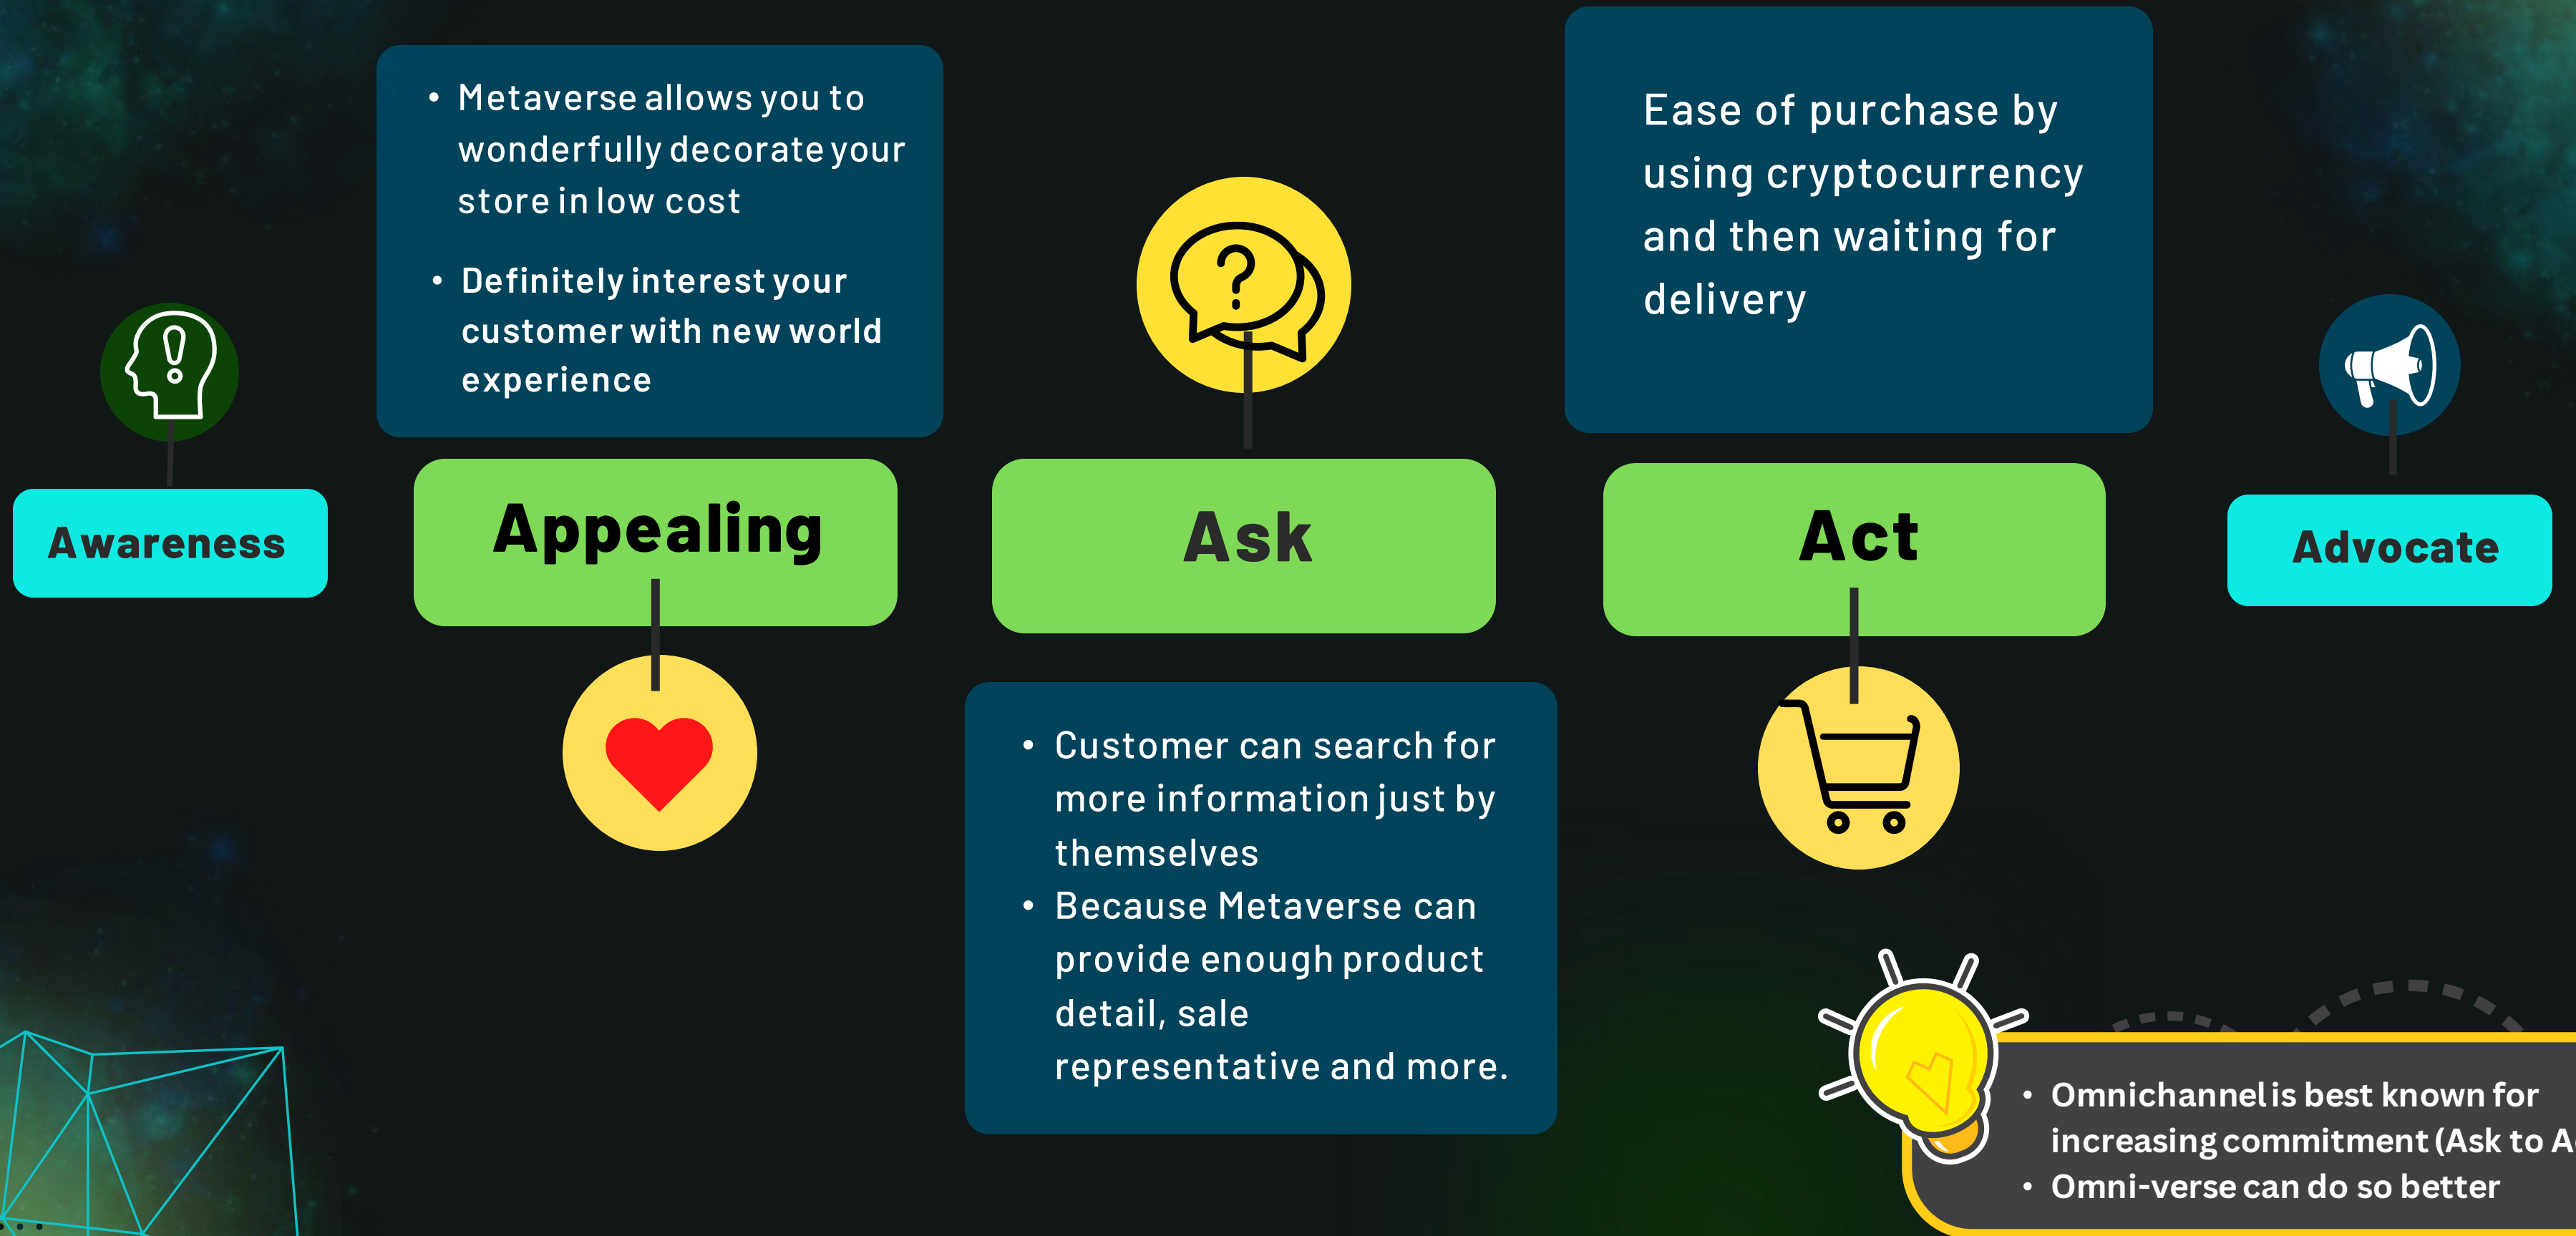 Awareness
• Metaverse allows you to
wonderfully decorate your
store in low cost
• Definitely interest your
customer with new world
experience
Appealing
?
Ask
• Customer can search for
more information just by
themselves
• Because Metaverse can
provide enough product
detail, sale
representative and more.
Ease of purchase by
using cryptocurrency
and then waiting for
delivery
Act
Advocate
• Omnichannel is best known for
increasing commitment (Ask to
• Omni-verse can do so better